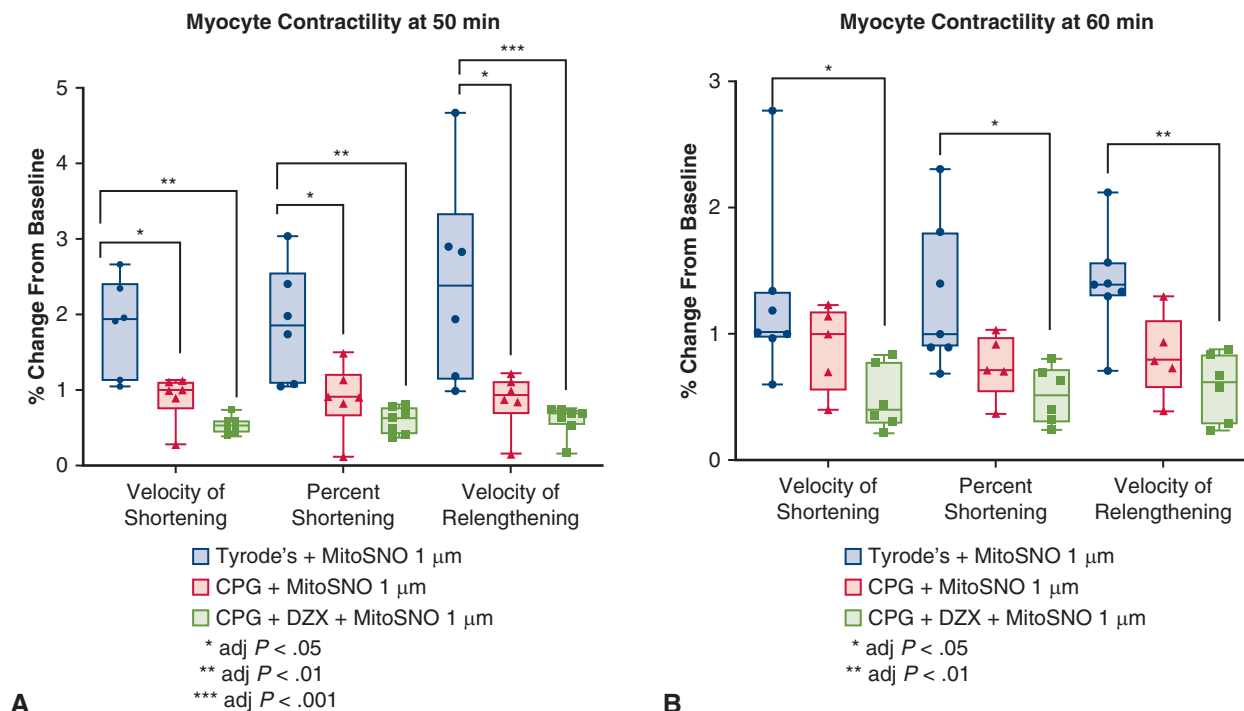 A
Myocyte Contractility at 50 min
% Change From Baseline
5
4
3
2
1
0
***
*
**
*
**
*
Velocity of
Shortening
Percent
Shortening
Velocity of
Relengthening
Tyrode's + MitoSNO 1 μm
CPG + MitoSNO 1 μm
CPG + DZX + MitoSNO 1 μm
* adj P < .05
** adj P < .01
*** adj P < .001
B
Myocyte Contractility at 60 min
% Change From Baseline
3
2
1
0
*
*
**
Velocity of
Shortening
Percent
Shortening
Velocity of
Relengthening
Tyrode's + MitoSNO 1 μm
CPG + MitoSNO 1 μm
CPG + DZX + MitoSNO 1 μm
* adj P < .05
** adj P < .01